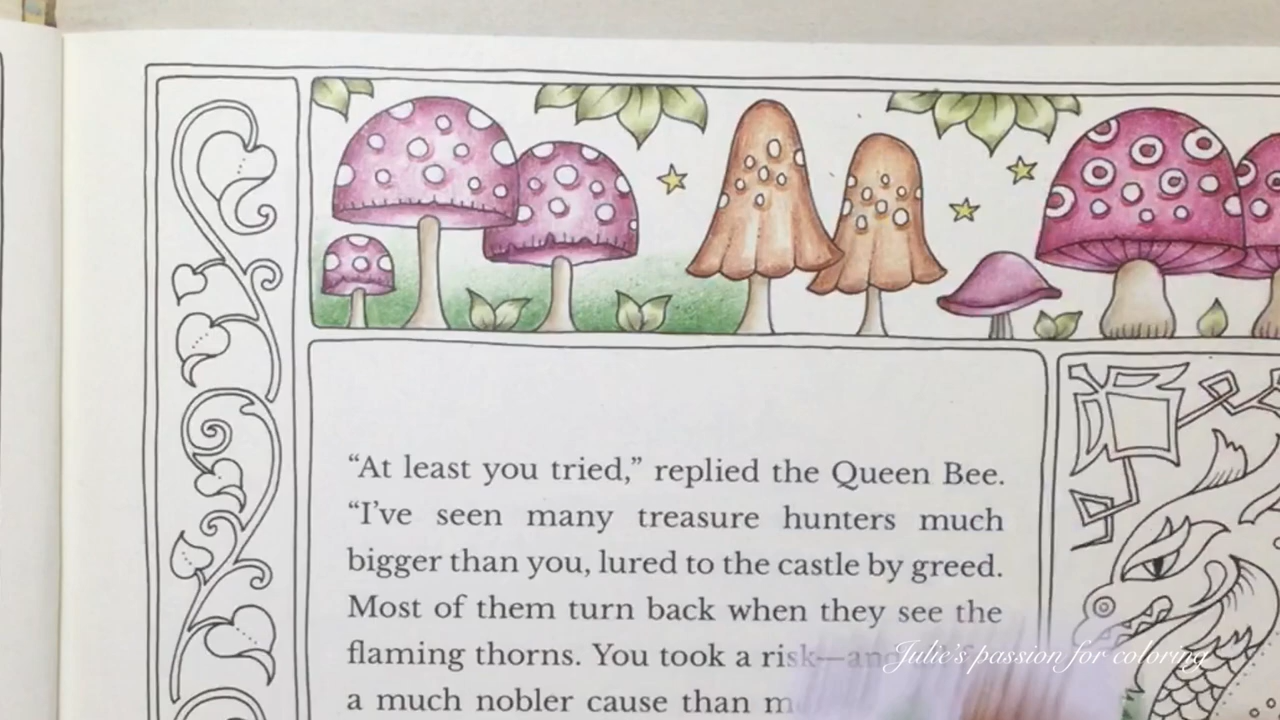 “At least you tried,” replied the Queen Bee.
“I’ve seen many treasure hunters much
bigger than you, lured to the castle by greed.
Most of them turn back when they see the
flaming thorns. You took a risk—and
a much nobler cause than
Julie's passion for coloring